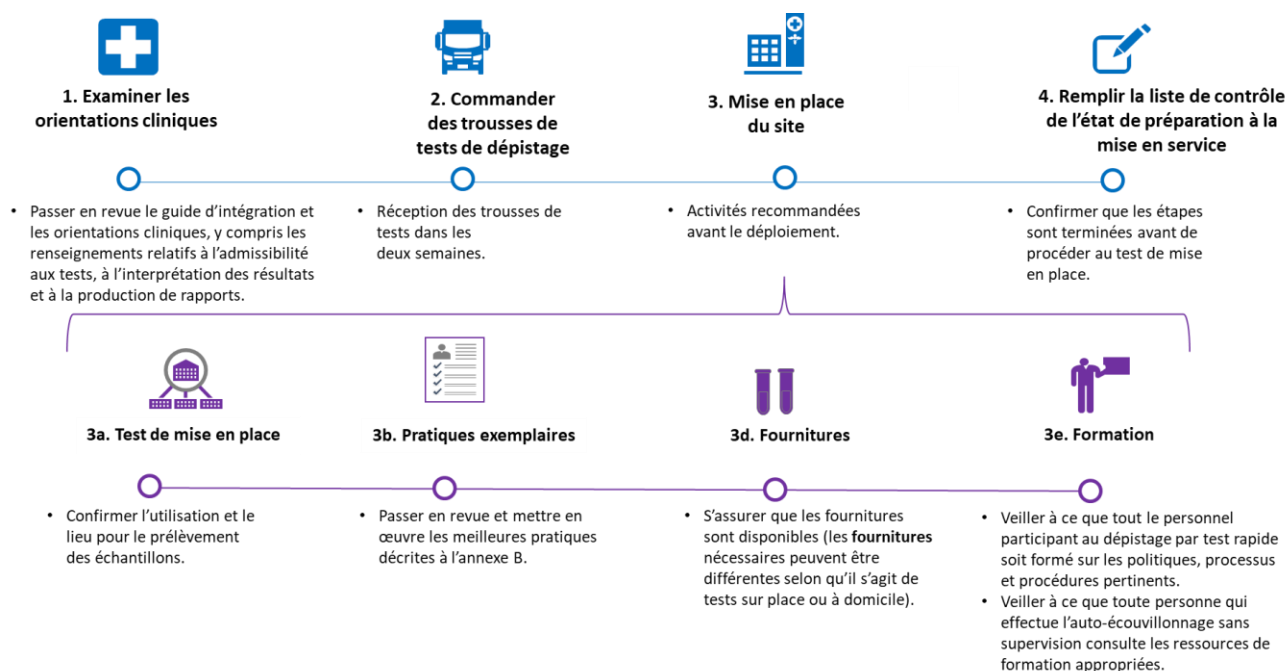 1. Examiner les
orientations cliniques
2. Commander
des trousses de
tests de dépistage
3. Mise en place
du site
4. Remplir la liste de contrôle
de l’état de préparation à la
mise en service
• Passer en revue le guide d’intégration et
les orientations cliniques, y compris les
renseignements relatifs à l’admissibilité
aux tests, à l’interprétation des résultats
et à la production de rapports.
• Réception des trousses de
tests dans les
deux semaines.
• Activités recommandées
avant le déploiement.
• Confirmer que les étapes
sont terminées avant de
procéder au test de mise
en place.
3a. Test de mise en place
3b. Pratiques exemplaires
3d. Fournitures
3e. Formation
• Confirmer l’utilisation et le
lieu pour le prélèvement
des échantillons.
• Passer en revue et mettre en
œuvre les meilleures pratiques
décrites à l’annexe B.
• S’assurer que les fournitures
sont disponibles (les fournitures
nécessaires peuvent être
différentes selon qu’il s’agit de
tests sur place ou à domicile).
• Veiller à ce que tout le personnel
participant au dépistage par test rapide
soit formé sur les politiques, processus
et procédures pertinents.
• Veiller à ce que toute personne qui
effectue l’auto-écouvillonnage sans
supervision consulte les ressources de
formation appropriées.